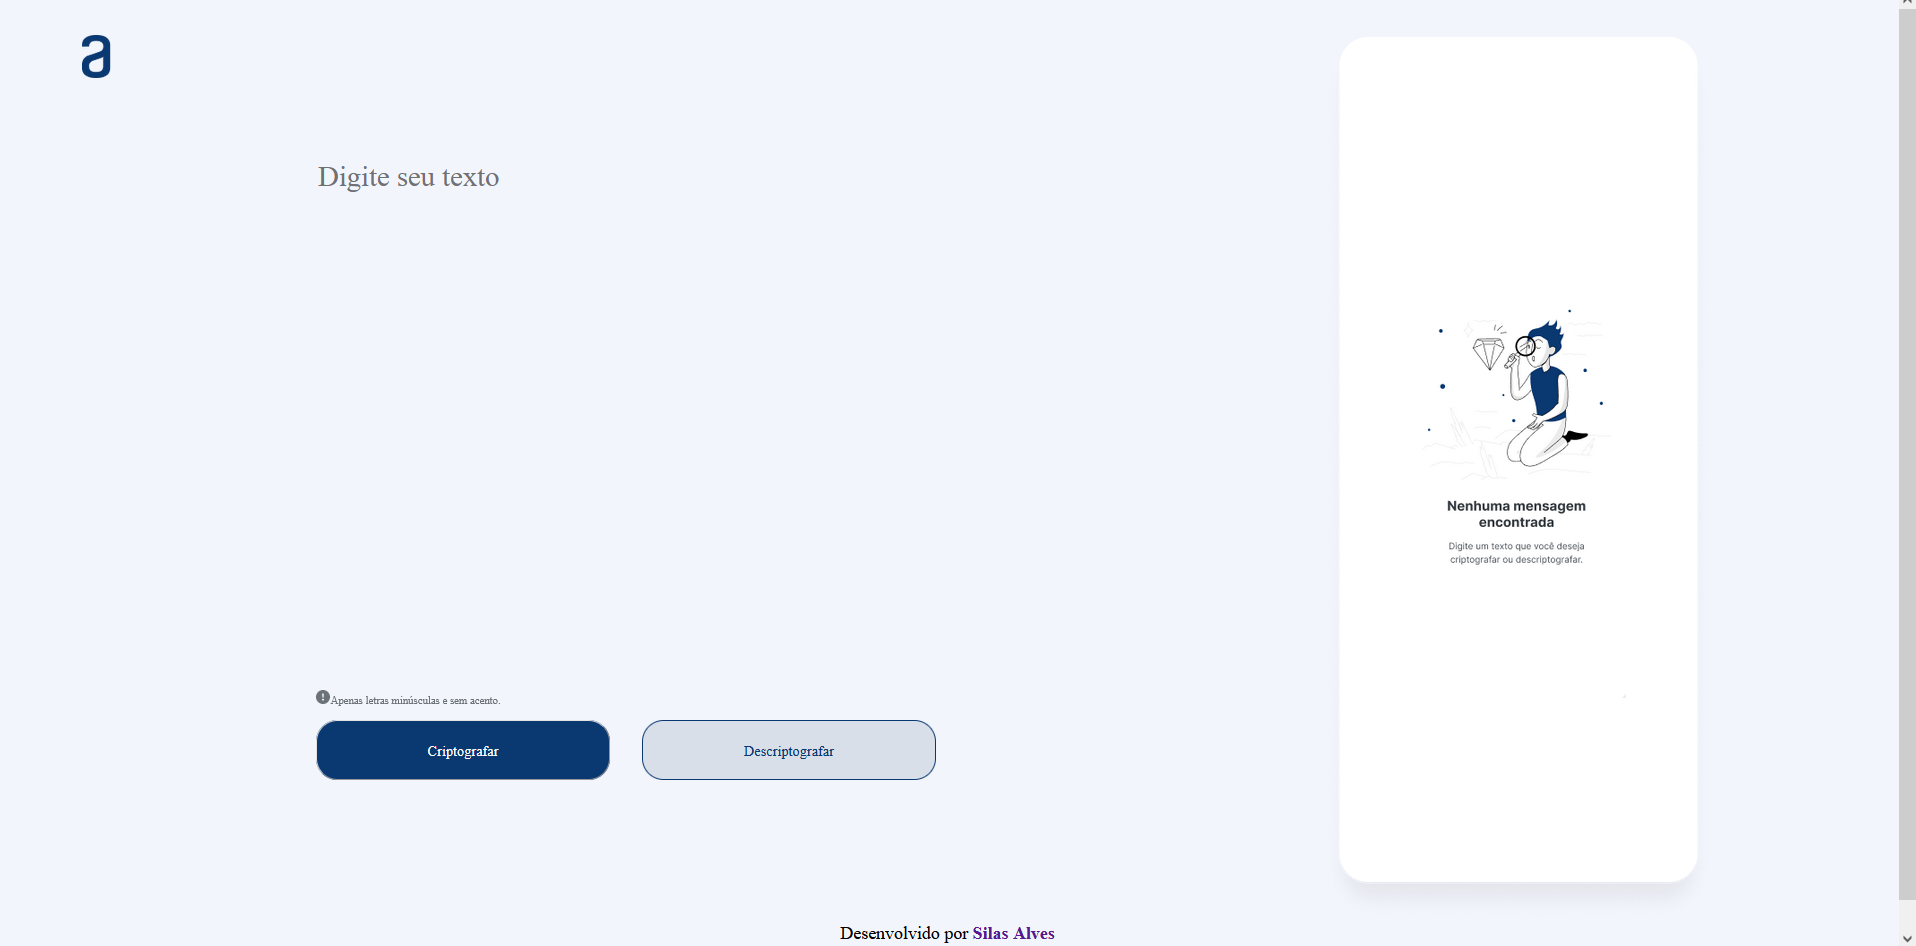 a
Digite seu texto
Nenhuma mensagem
encontrada
Digite um texto que você deseja
criptografar ou descriptografar.
Apenas letras minúsculas e sem acento.
Criptografar
Descriptografar
Desenvolvido por Silas Alves